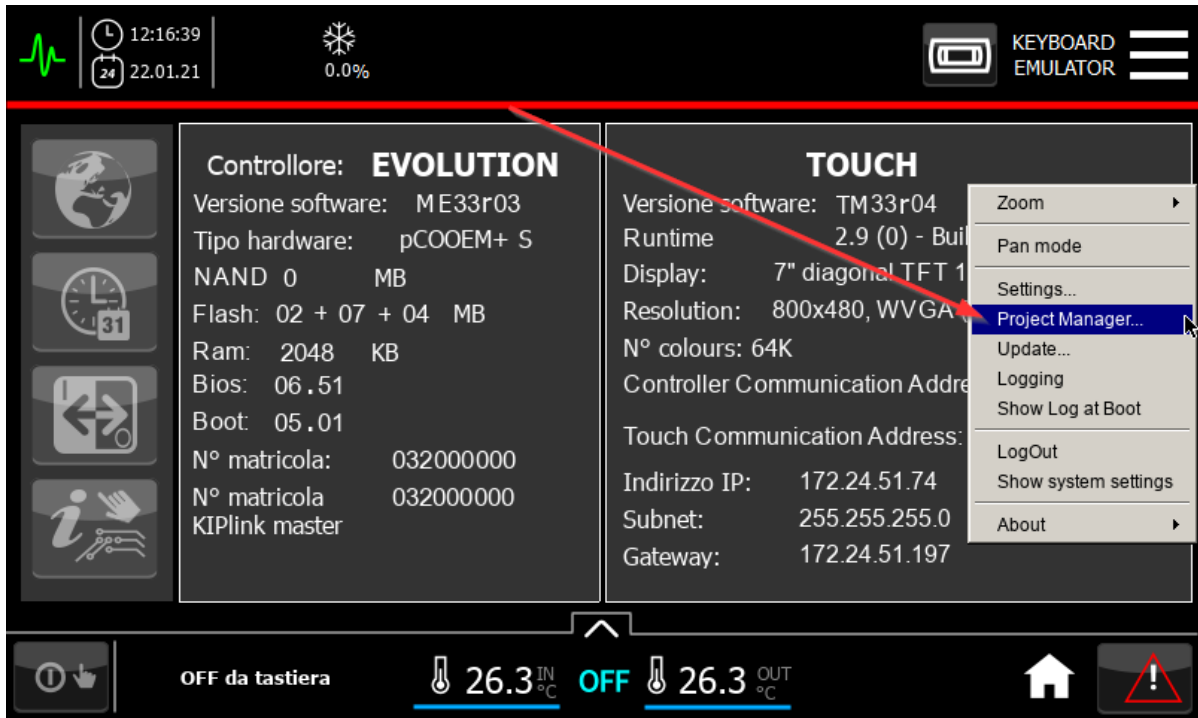 12:16:39
24 22.01.21
0.0%
KEYBOARD
EMULATOR
31
Controllore: EVOLUTION
Versione software: ME33r03
Tipo hardware: pCOOEM+ S
NAND 0 MB
Flash: 02 + 07 + 04 MB
Ram: 2048 KB
Bios: 06.51
Boot: 05.01
N° matricola: 032000000
N° matricola 032000000
KIPlink master
TOUCH
Versione software: TM33r04
Runtime 2.9 (0) - Buil
Display: 7" diagonal TFT 1
Resolution: 800x480, WVGA
N° colours: 64K
Controller Communication Addre
Touch Communication Address:
Indirizzo IP: 172.24.51.74
Subnet: 255.255.255.0
Gateway: 172.24.51.197
Zoom
Pan mode
Settings...
Project Manager...
Update...
Logging
Show Log at Boot
LogOut
Show system settings
About
OFF da tastiera
26.3 IN °C OFF 26.3 OUT °C